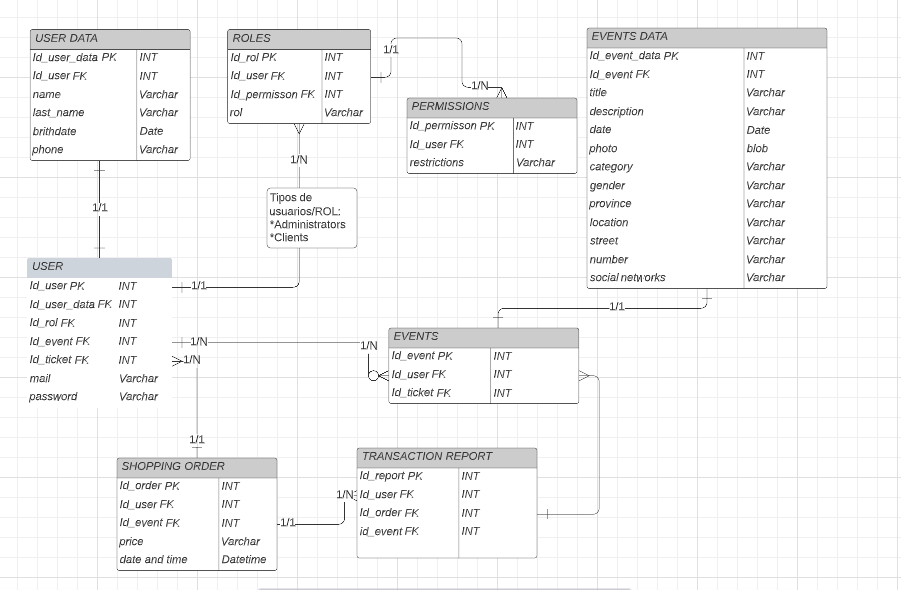 USER DATA
Id_user_data PK INT
Id_user FK INT
name Varchar
last_name Varchar
brithdate Date
phone Varchar
ROLES
Id_rol PK INT
Id_user FK INT
Id_permisson FK INT
rol Varchar
1/1
1/N
PERMISSIONS
Id_permisson PK INT
Id_user FK INT
restrictions Varchar
EVENTS DATA
Id_event_data PK INT
Id_event FK INT
title Varchar
description Varchar
date Date
photo blob
category Varchar
gender Varchar
province Varchar
location Varchar
street Varchar
number Varchar
social networks Varchar
1/N
Tipos de
usuarios/ROL:
*Administrators
*Clients
1/1
USER
Id_user PK INT
Id_user_data FK INT
Id_rol FK INT
Id_event FK INT
Id_ticket FK INT
mail Varchar
password Varchar
1/1
1/N
1/N
1/N
1/1
EVENTS
Id_event PK INT
Id_user FK INT
Id_ticket FK INT
1/1
SHOPPING ORDER
Id_order PK INT
Id_user FK INT
Id_event FK INT
price Varchar
date and time Datetime
1/1
1/N
TRANSACTION REPORT
Id_report PK INT
Id_user FK INT
Id_order FK INT
id_event FK INT